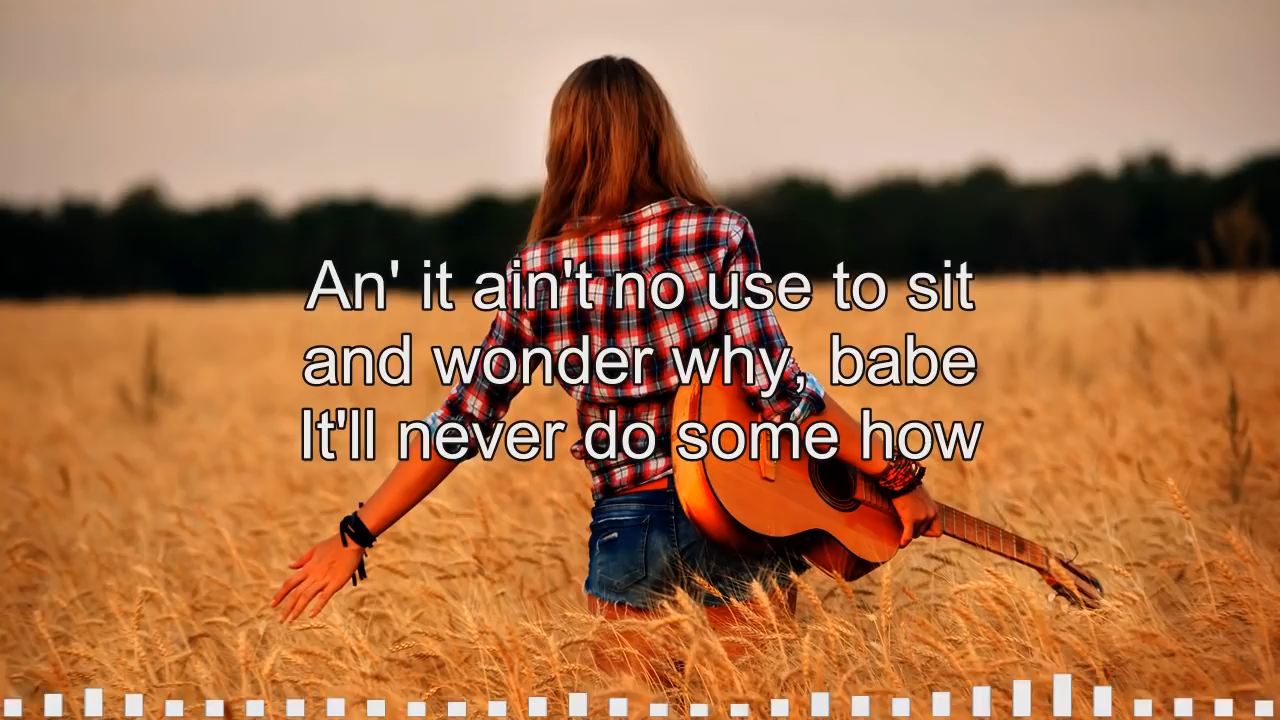 An' it ain't no use to sit
and wonder why, babe
It'll never do some how